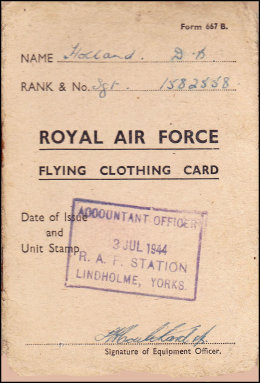 Form 667 B.
NAME Holland. D. A.
RANK & No. Sgt. 1582558
ROYAL AIR FORCE
FLYING CLOTHING CARD
Date of Issue
and
Unit Stamp
ACCOUNTANT OFFICER
3 JUL 1944
R. A. F. STATION
LINDHOLME, YORKS.
Signature of Equipment Officer.